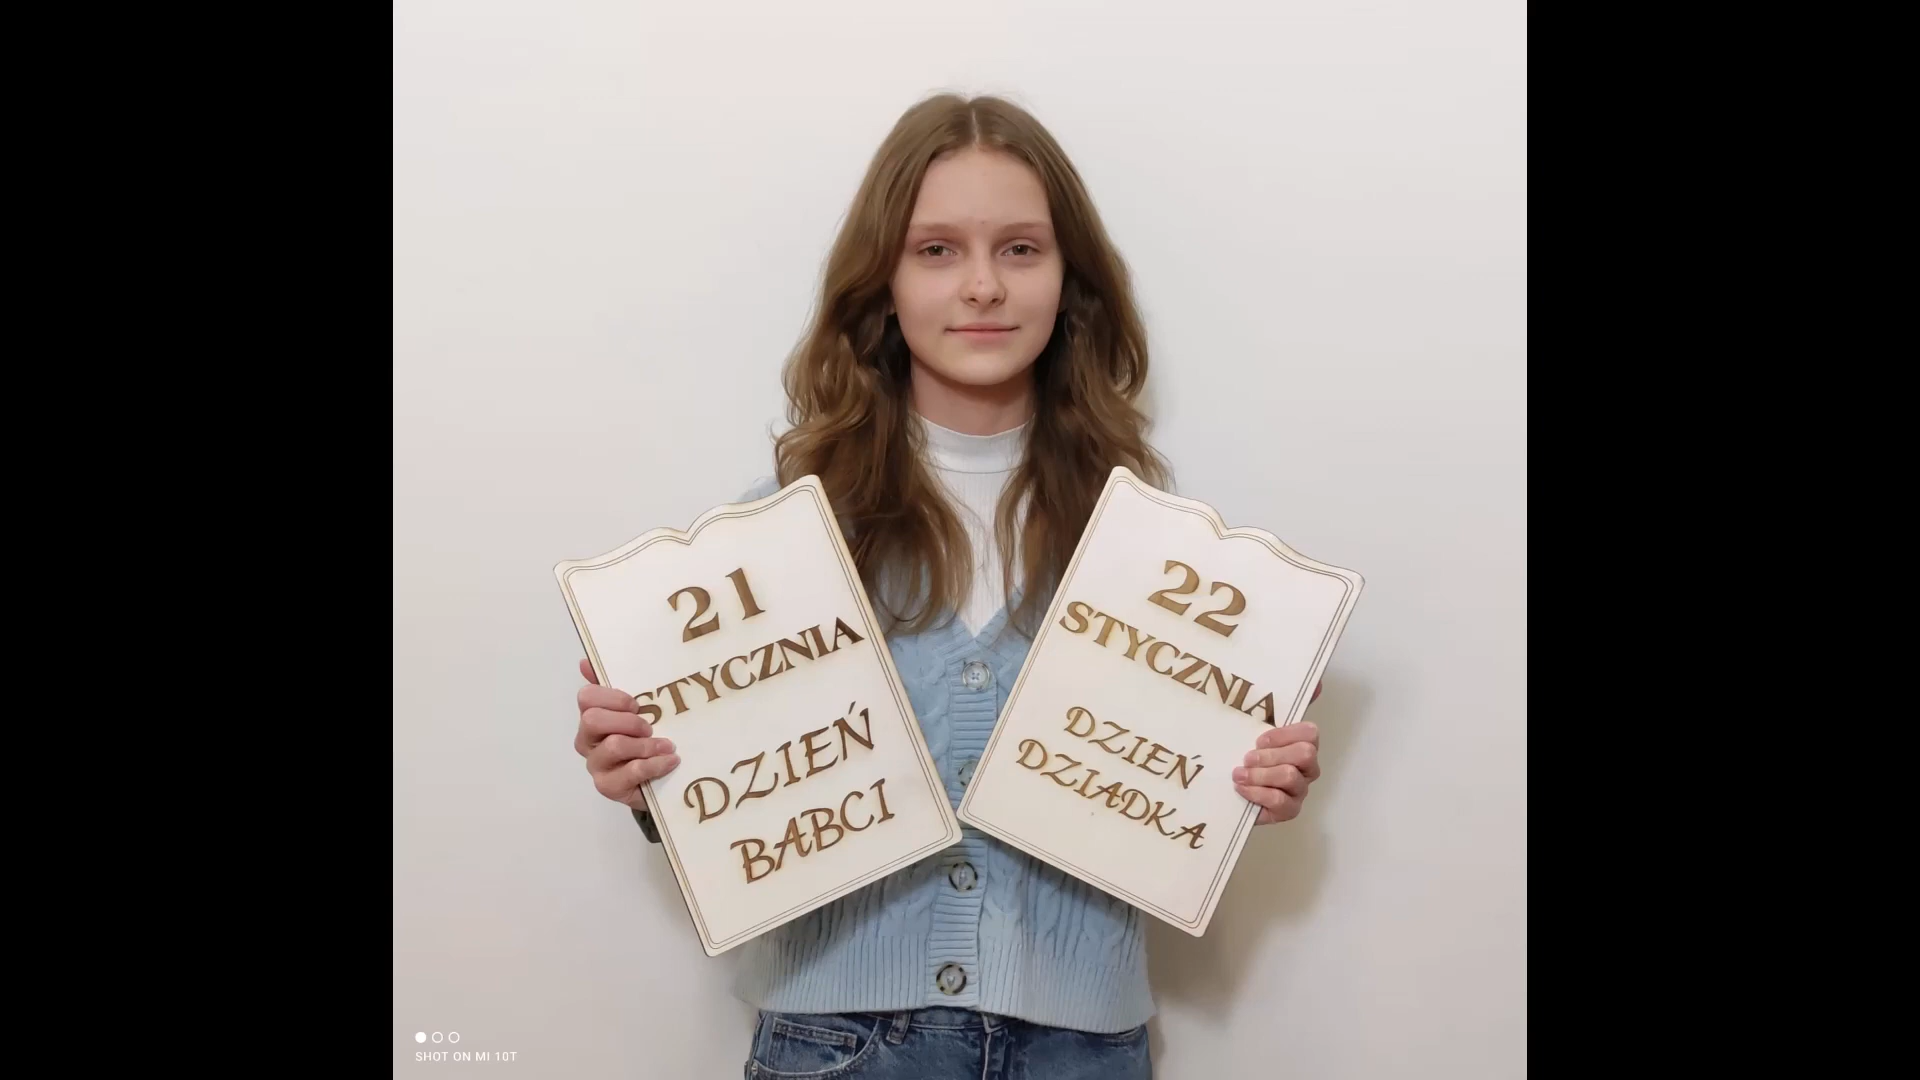 21
STYCZNIA
DZIEŃ
BABCI
22
STYCZNIA
DZIEŃ
DZIADKA
SHOT ON MI 10T